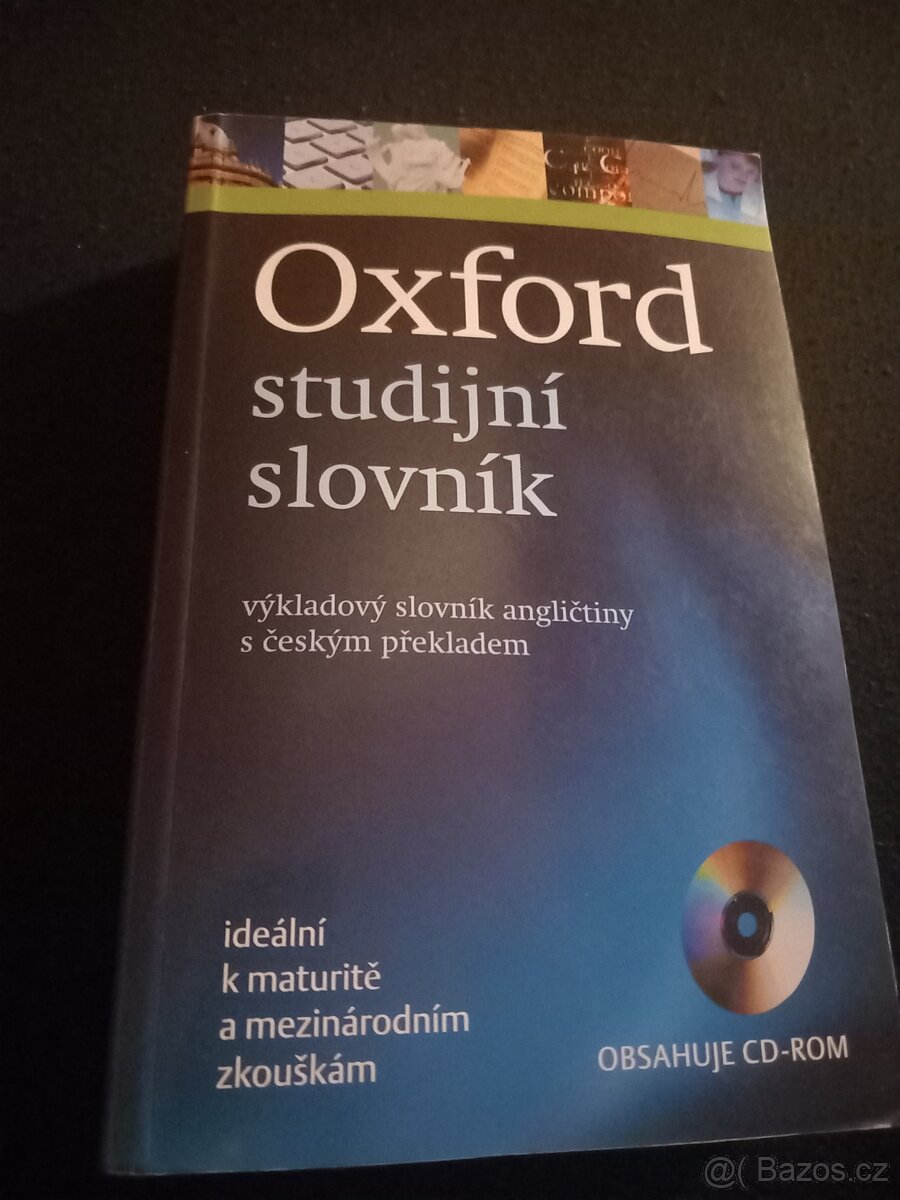 Oxford
studijní
slovník
výkladový slovník angličtiny
s českým překladem
ideální
k maturitě
a mezinárodním
zkouškám
OBSAHUJE CD-ROM
@( Bazos.cz